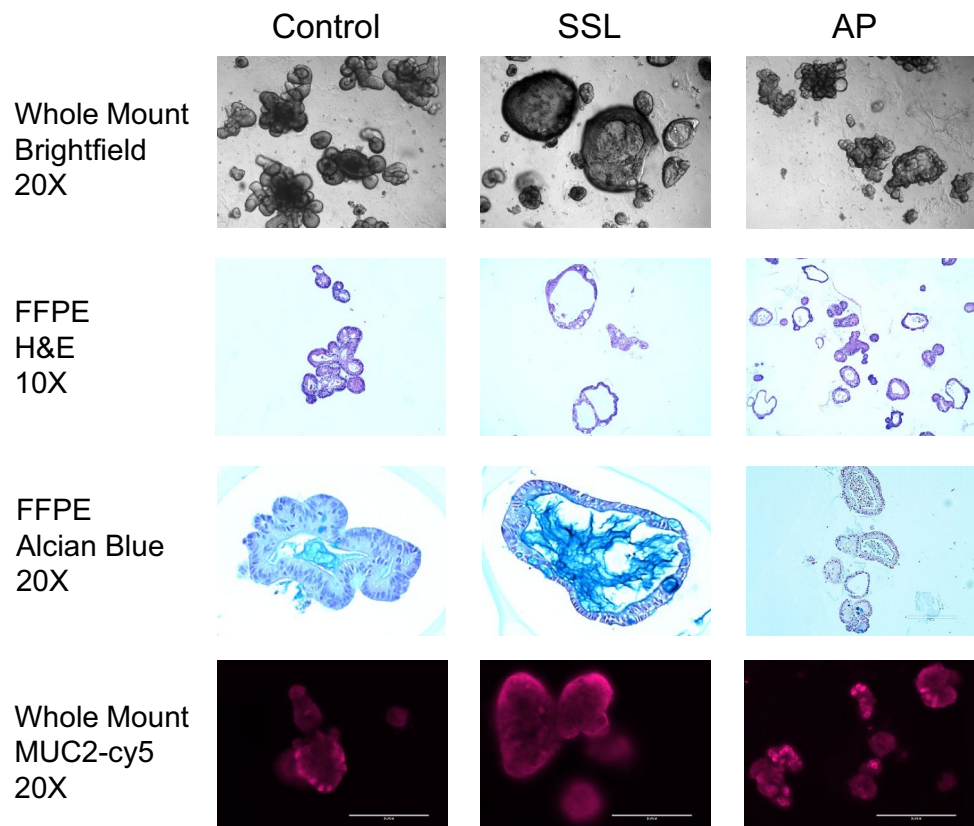 Control SSL AP
Whole Mount
Brightfield
20X
FFPE
H&E
10X
FFPE
Alcian Blue
20X
Whole Mount
MUC2-cy5
20X